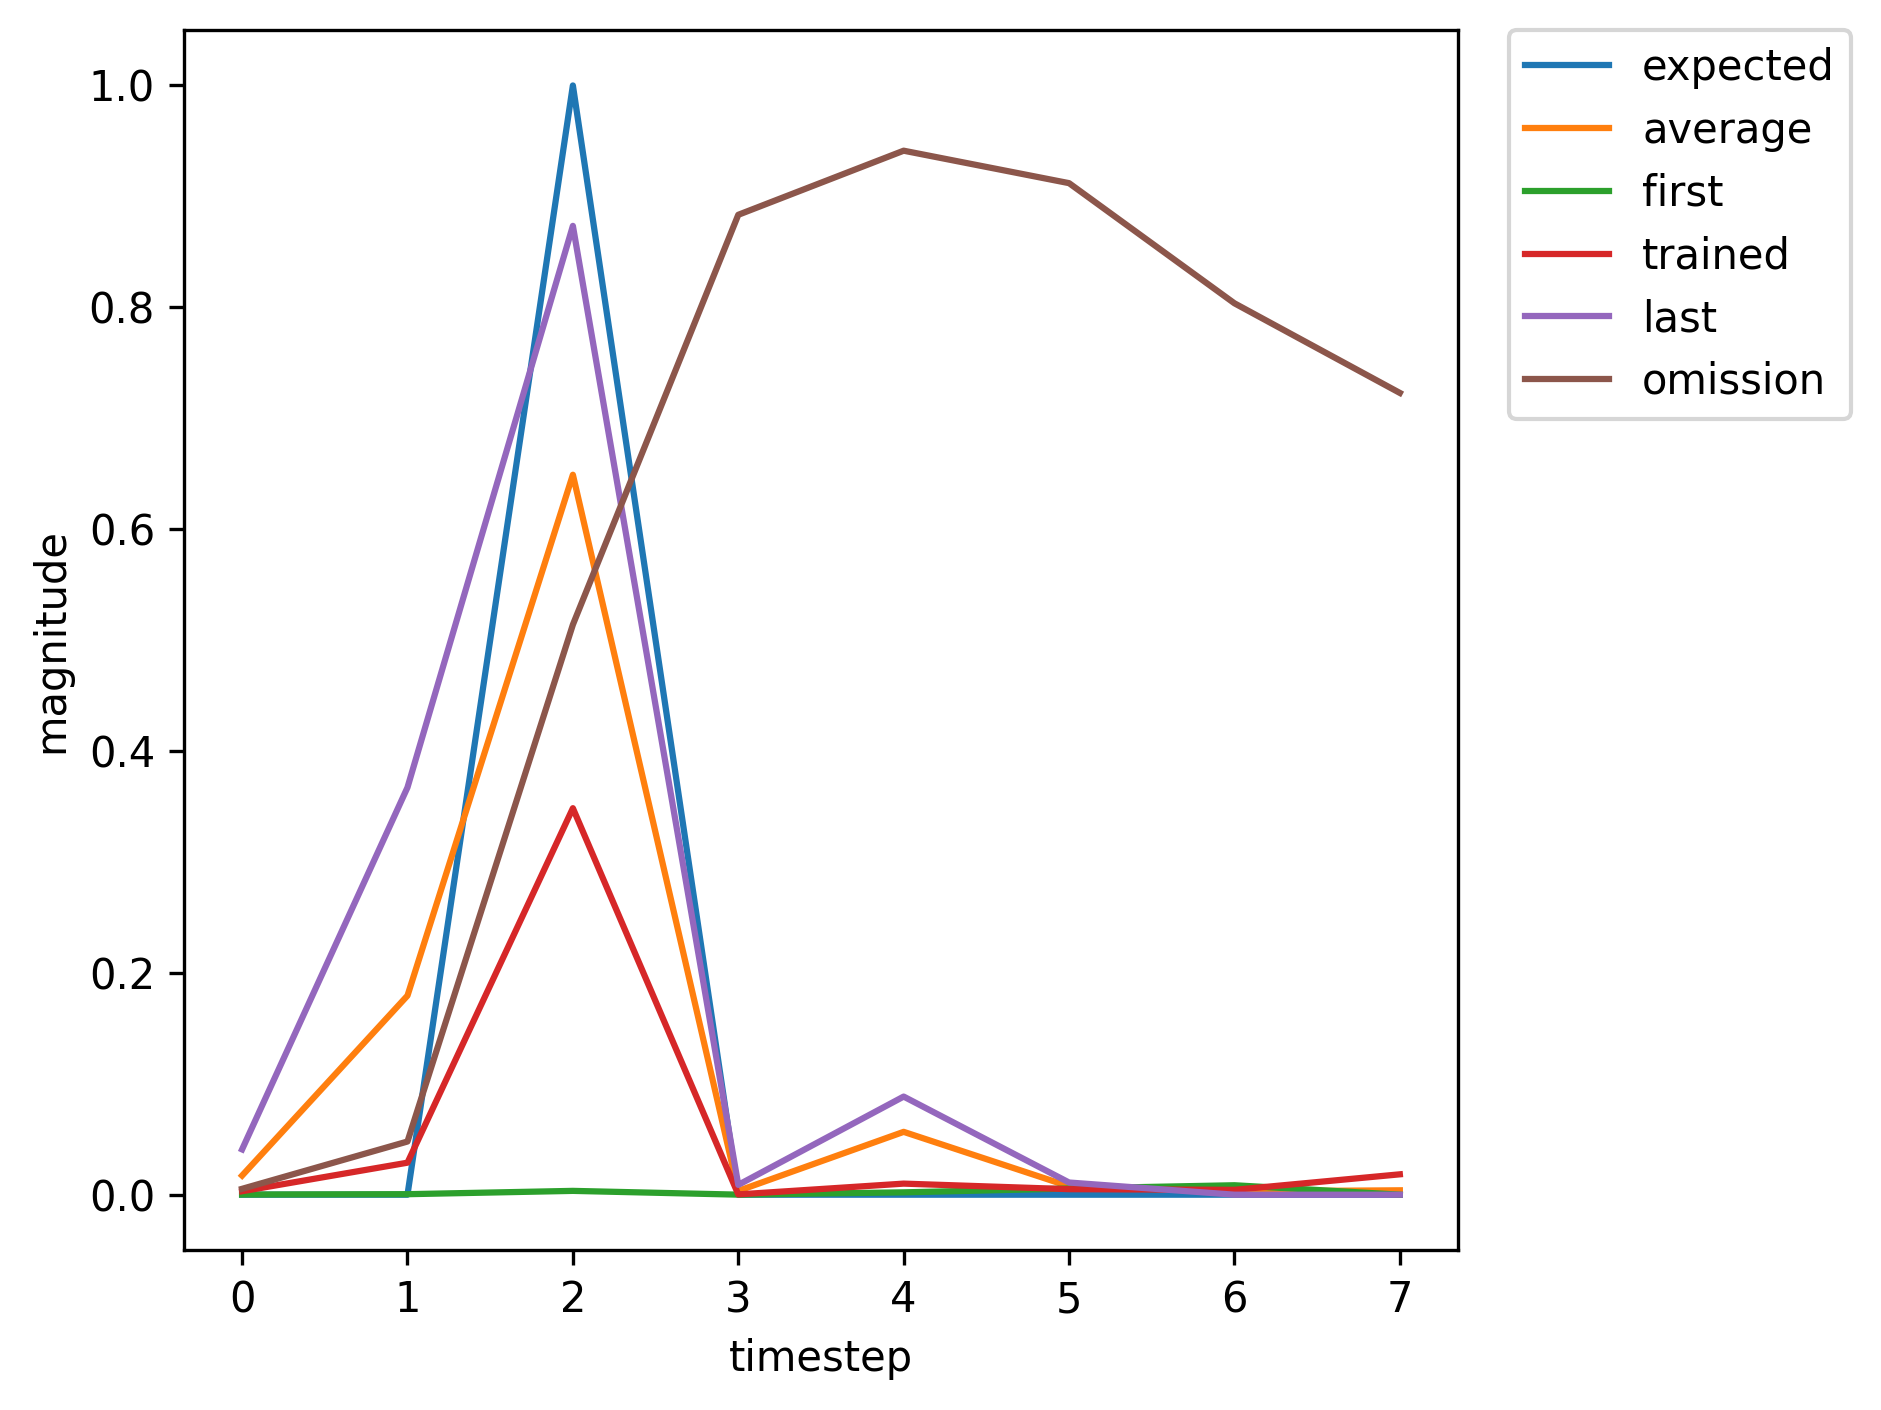 1.0
0.8
0.6
0.4
0.2
0.0
magnitude
0 1 2 3 4 5 6 7
timestep
expected
average
first
trained
last
omission